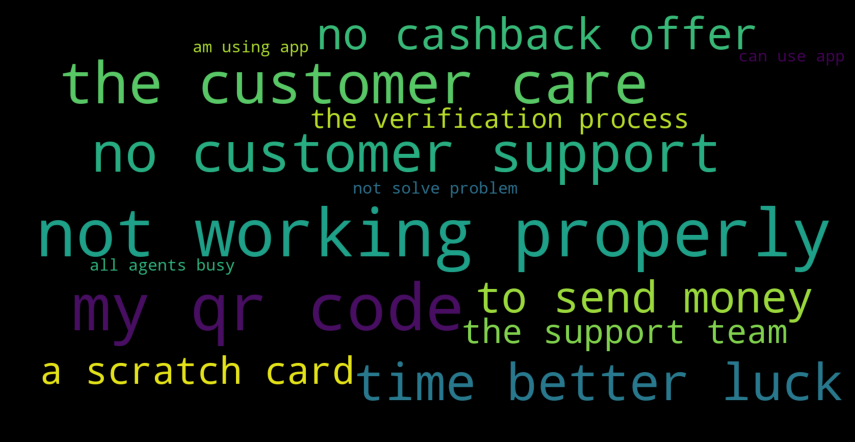 no cashback offer
am using app
can use app
the customer care
the verification process
no customer support
not solve problem
not working properly
all agents busy
my qr code
to send money
the support team
a scratch card
time better luck